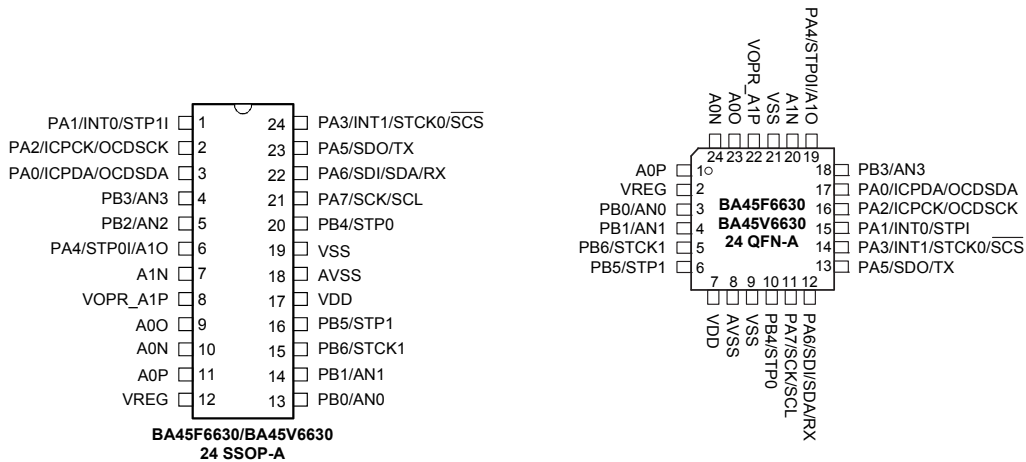 PA1/INT0/STP1I 1
PA2/ICPCK/OCDSCK 2
PA0/ICPDA/OCDSDA 3
PB3/AN3 4
PB2/AN2 5
PA4/STP0I/A1O 6
A1N 7
VOPR_A1P 8
A0O 9
A0N 10
A0P 11
VREG 12
24 PA3/INT1/STCK0/SCS
23 PA5/SDO/TX
22 PA6/SDI/SDA/RX
21 PA7/SCK/SCL
20 PB4/STP0
19 VSS
18 AVSS
17 VDD
16 PB5/STP1
15 PB6/STCK1
14 PB1/AN1
13 PB0/AN0
BA45F6630/BA45V6630
24 SSOP-A
A0N 24
A0O 23
VOPR_A1P 22
VSS 21
A1N 20
PA4/STP0I/A1O 19
A0P 1
VREG 2
PB0/AN0 3
PB1/AN1 4
PB6/STCK1 5
PB5/STP1 6
BA45F6630
BA45V6630
24 QFN-A
18 PB3/AN3
17 PA0/ICPDA/OCDSDA
16 PA2/ICPCK/OCDSCK
15 PA1/INT0/STPI
14 PA3/INT1/STCK0/SCS
13 PA5/SDO/TX
7 VDD
8 AVSS
9 VSS
10 PB4/STP0
11 PA7/SCK/SCL
12 PA6/SDI/SDA/RX